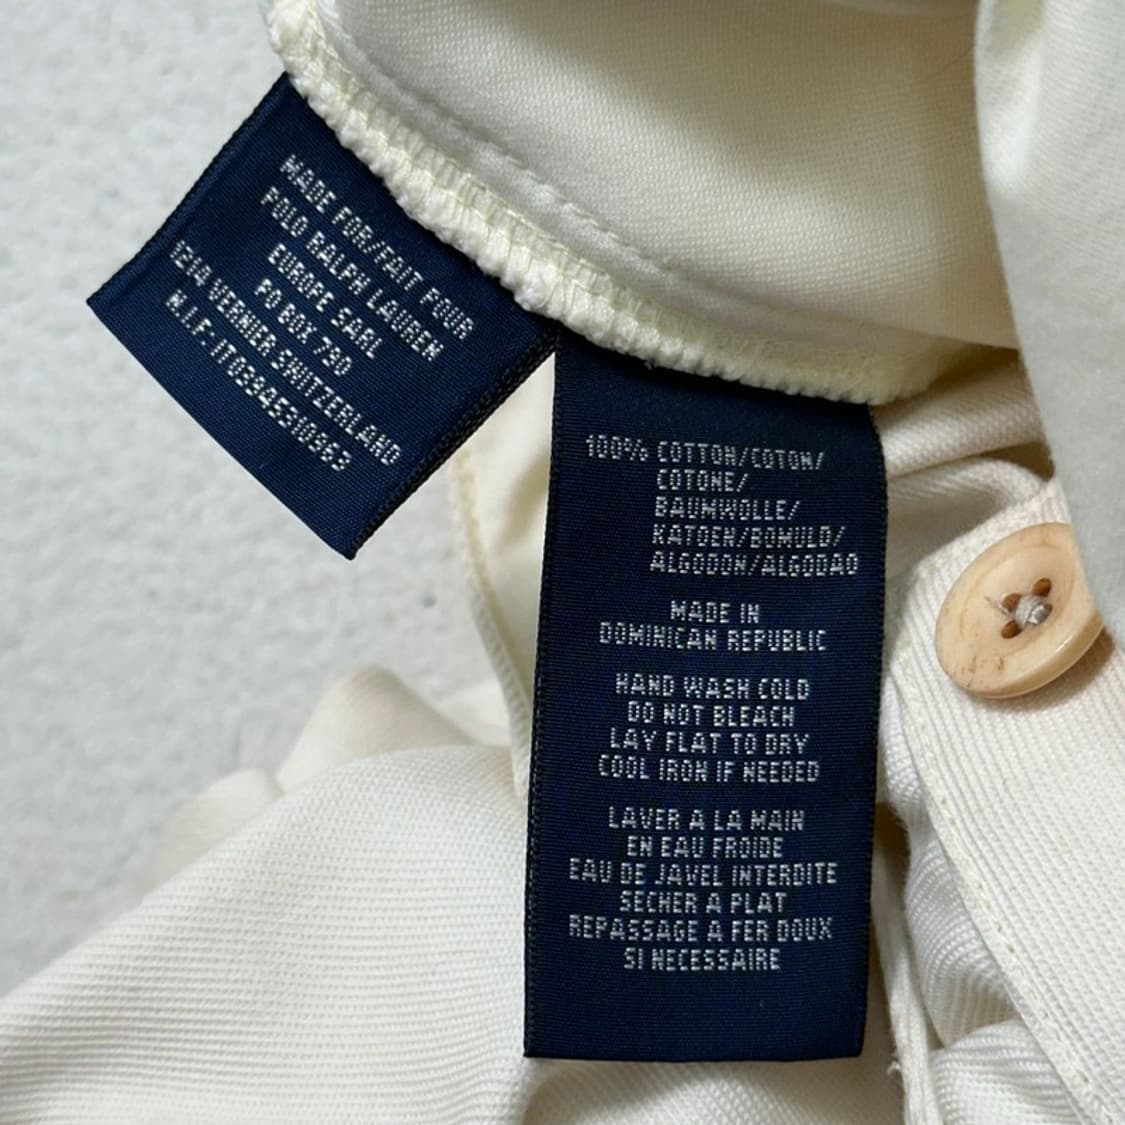 MADE FOR/FAIT POUR
POLO RALPH LAUREN
EUROPE SARL
PO BOX 790
1214 VERNIER SWITZERLAND
100% COTTON/COTON/
COTONE/
BAUMWOLLE/
KATOEN/BOMULD/
ALGODON/ALGODAO
MADE IN
DOMINICAN REPUBLIC
HAND WASH COLD
DO NOT BLEACH
LAY FLAT TO DRY
COOL IRON IF NEEDED
LAVER A LA MAIN
EN EAU FROIDE
EAU DE JAVEL INTERDITE
SECHER A PLAT
REPASSAGE A FER DOUX
SI NECESSAIRE